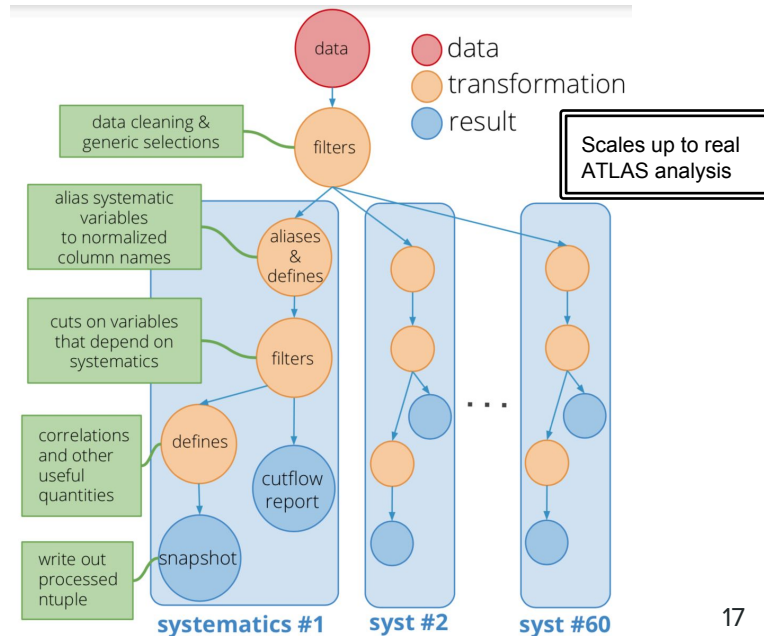 data
data
transformation
result
data cleaning &
generic selections
filters
Scales up to real
ATLAS analysis
alias systematic
variables
to normalized
column names
aliases
&
defines
cuts on variables
that depend on
systematics
filters
. . .
correlations
and other
useful
quantities
defines
cutflow
report
write out
processed
ntuple
snapshot
systematics #1
syst #2
syst #60
17